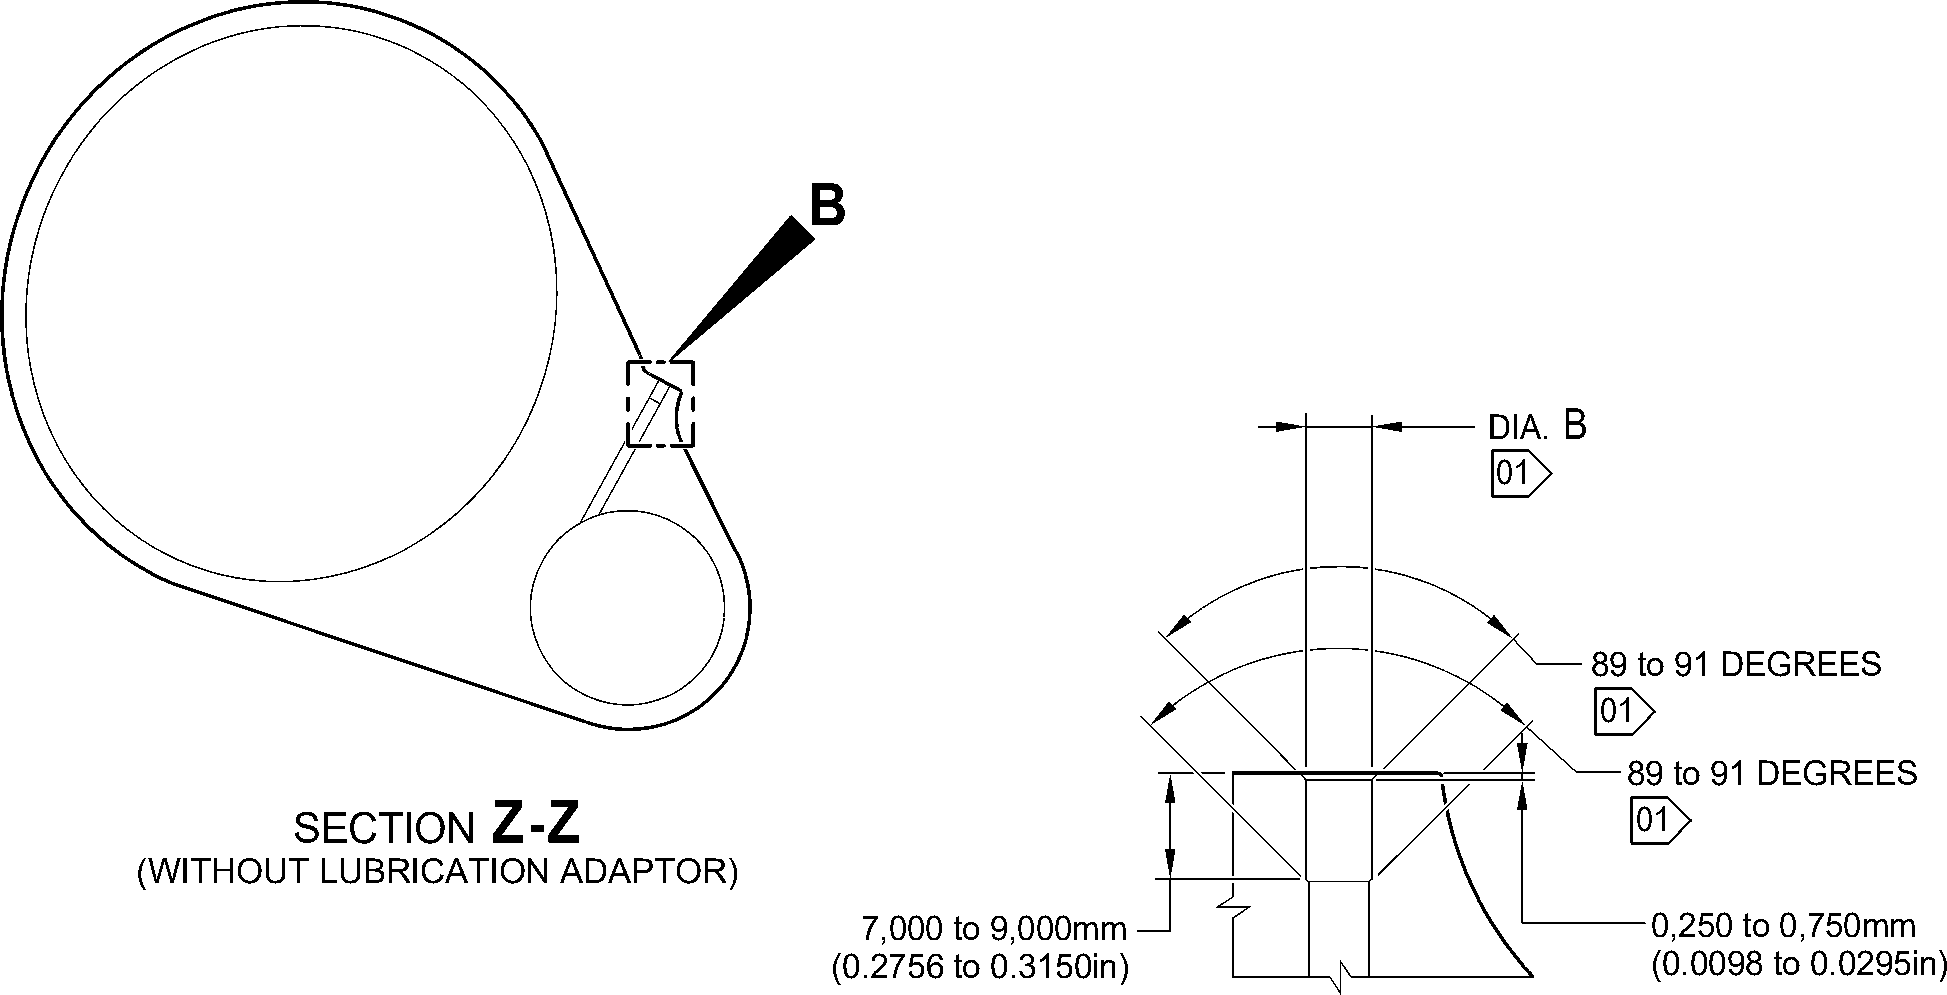 B
SECTION Z-Z
(WITHOUT LUBRICATION ADAPTOR)
DIA. B
01
89 to 91 DEGREES
01
89 to 91 DEGREES
01
7,000 to 9,000mm
(0.2756 to 0.3150in)
0,250 to 0,750mm
(0.0098 to 0.0295in)